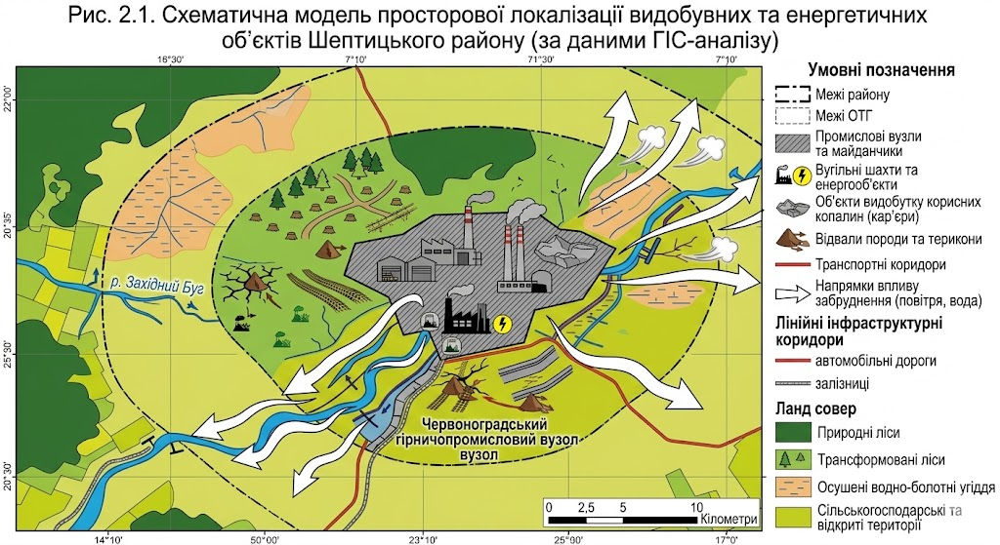 Рис. 2.1. Схематична модель просторової локалізації видобувних та енергетичних
об’єктів Шептицького району (за даними ГІС-аналізу)
16°30'
7°10'
71°30'
7°10'
22°00'
20°35'
25°30'
20°30'
р. Західний Буг
Червоноградський
гірничопромисловий вузол
вузол
0 2,5 5 10
Кілометри
14°10'
50°00'
23°10'
25°00'
17°0'
Умовні позначення
Межі району
Межі ОТГ
Промислові вузли
та майданчики
Вугільні шахти та
енергооб'єкти
Об'єкти видобутку корисних
копалин (кар'єри)
Відвали породи та терикони
Транспортні коридори
Напрямки впливу
забруднення (повітря, вода)
Лінійні інфраструктурні
коридори
автомобільні дороги
залізниці
Ланд совер
Природні ліси
Трансформовані ліси
Осушені водно-болотні угіддя
Сільськогосподарські та
відкриті території